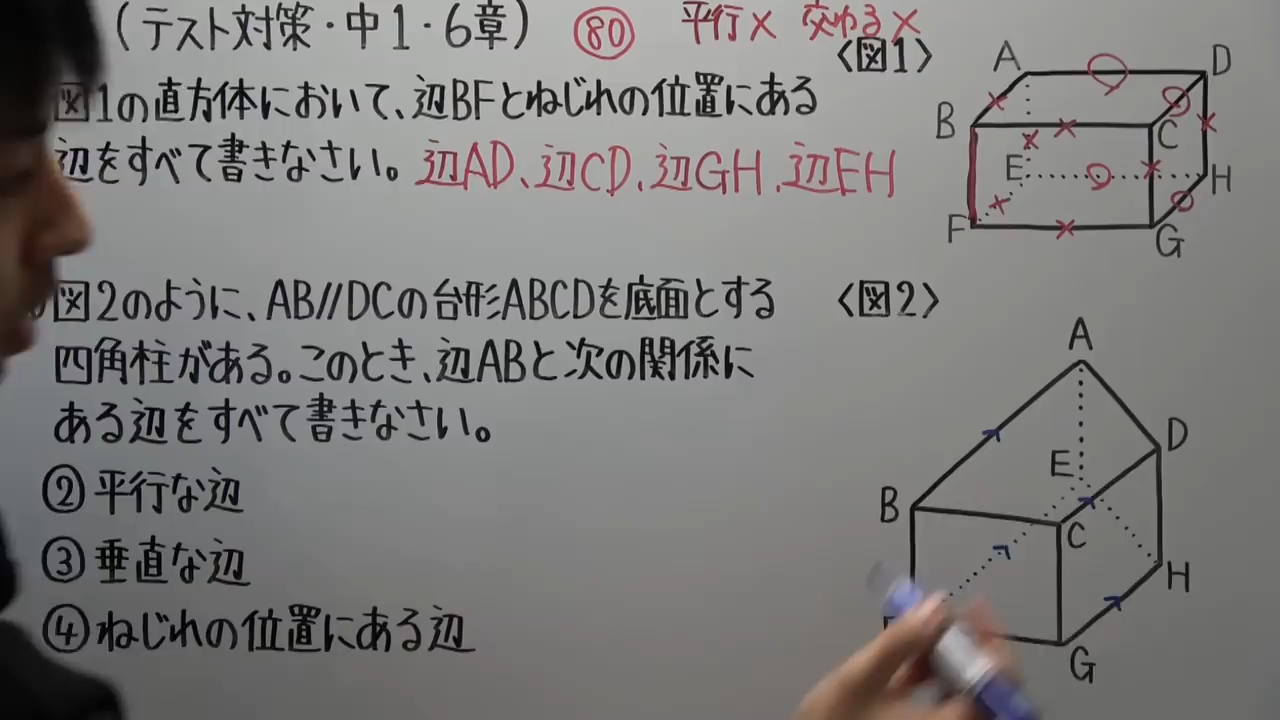 (テスト対策・中1・6章)
80 平行× 交わる×
図1の直方体において、辺BFとねじれの位置にある
辺をすべて書きなさい。辺AD、辺CD、辺GH、辺EH
〈図1〉
A
D
B
C
E
H
F
G
図2のように、AB//DCの台形ABCDを底面とする
四角柱がある。このとき、辺ABと次の関係に
ある辺をすべて書きなさい。
②平行な辺
③垂直な辺
④ねじれの位置にある辺
〈図2〉
A
D
E
B
C
H
G